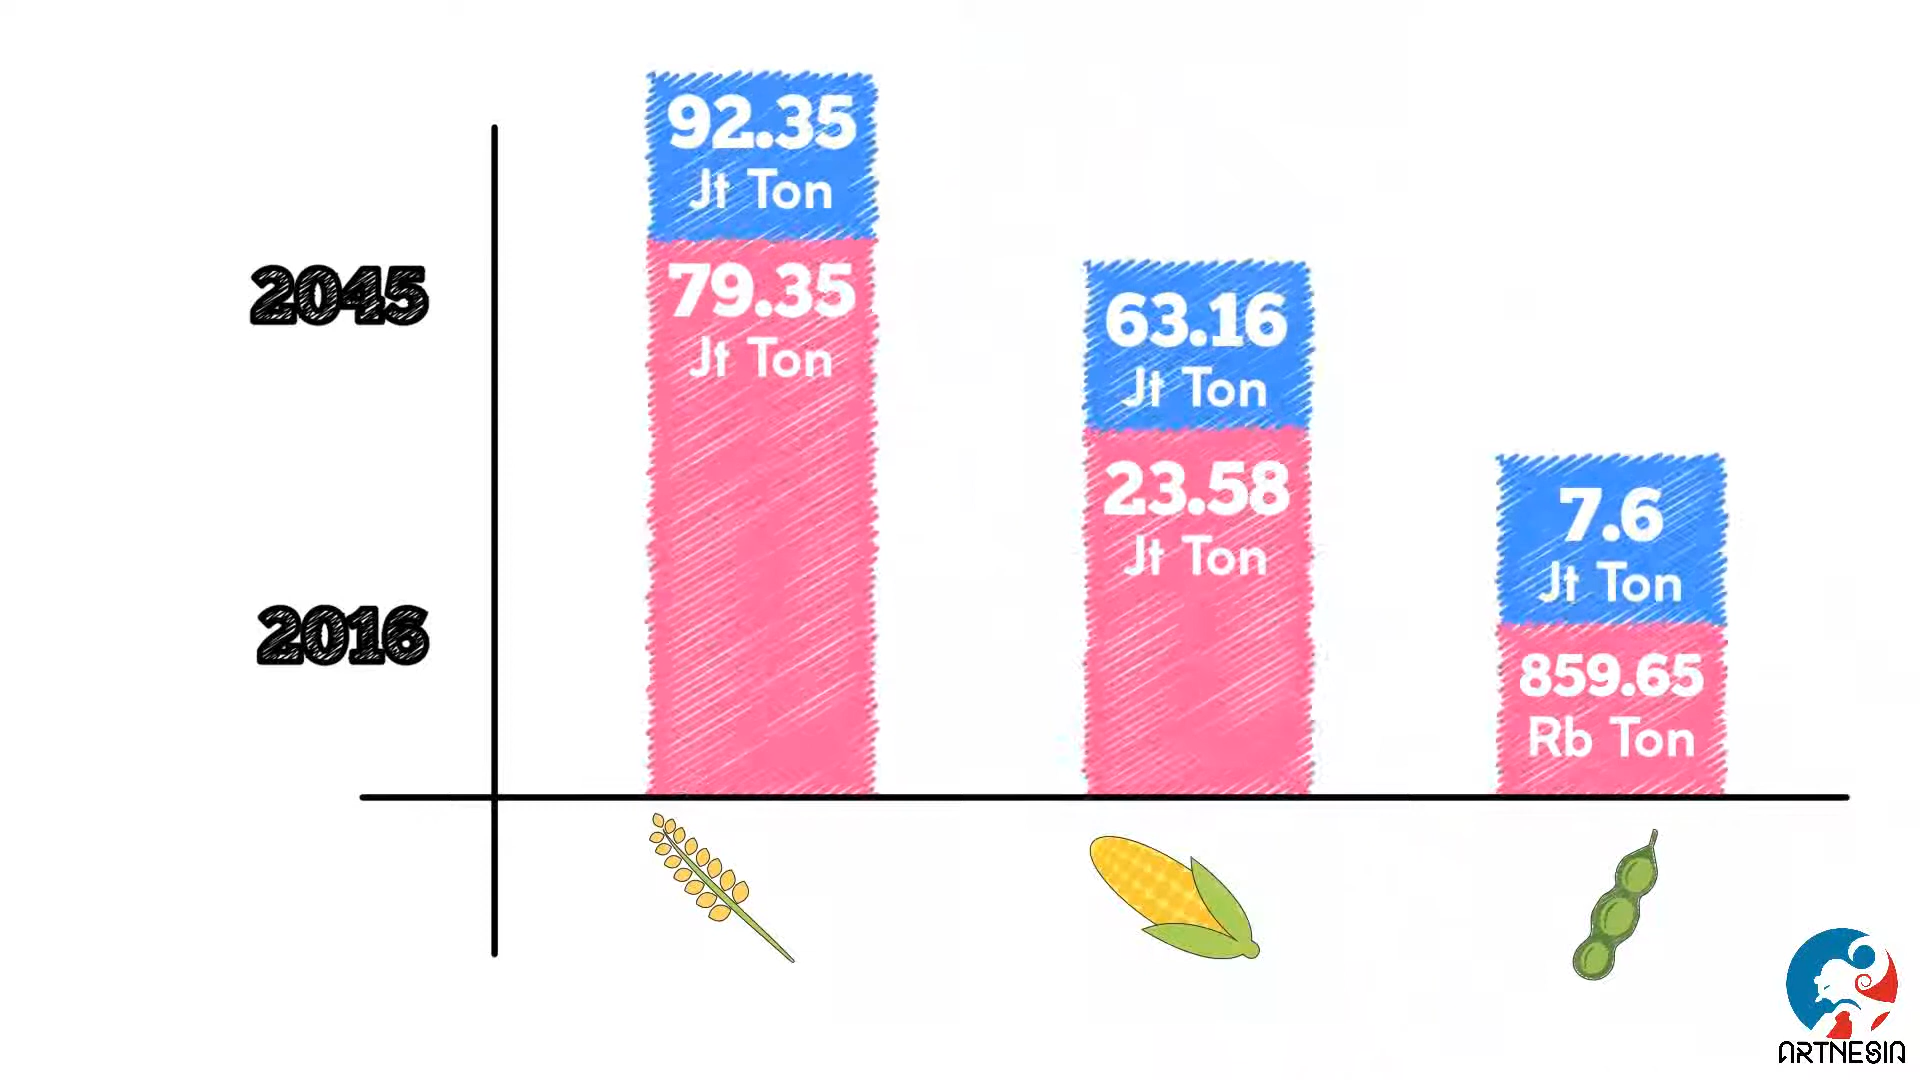 92.35
Jt Ton
2045
79.35
Jt Ton
63.16
Jt Ton
23.58
Jt Ton
7.6
Jt Ton
2016
859.65
Rb Ton
ARTNESIA